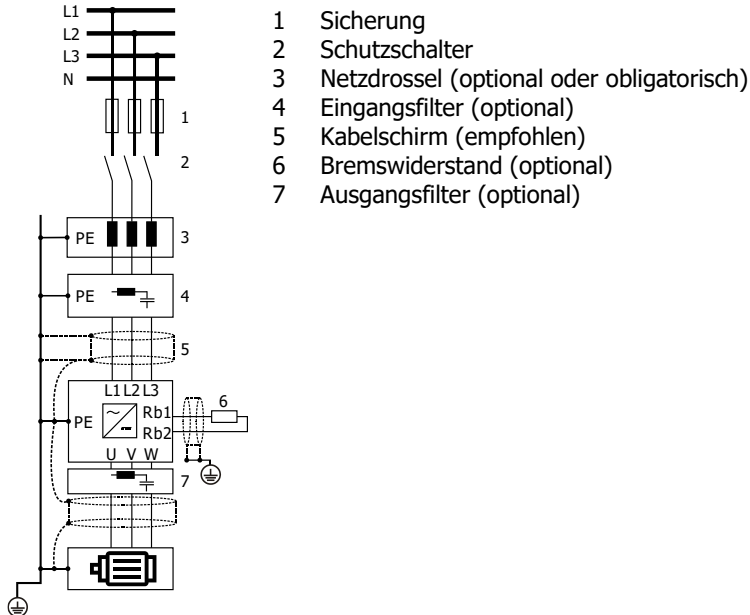 L1
L2
L3
N
1
2
PE 3
PE 4
5
L1 L2 L3
PE
Rb1
Rb2
6
U V W
7
1 Sicherung
2 Schutzschalter
3 Netzdrossel (optional oder obligatorisch)
4 Eingangsfilter (optional)
5 Kabelschirm (empfohlen)
6 Bremswiderstand (optional)
7 Ausgangsfilter (optional)